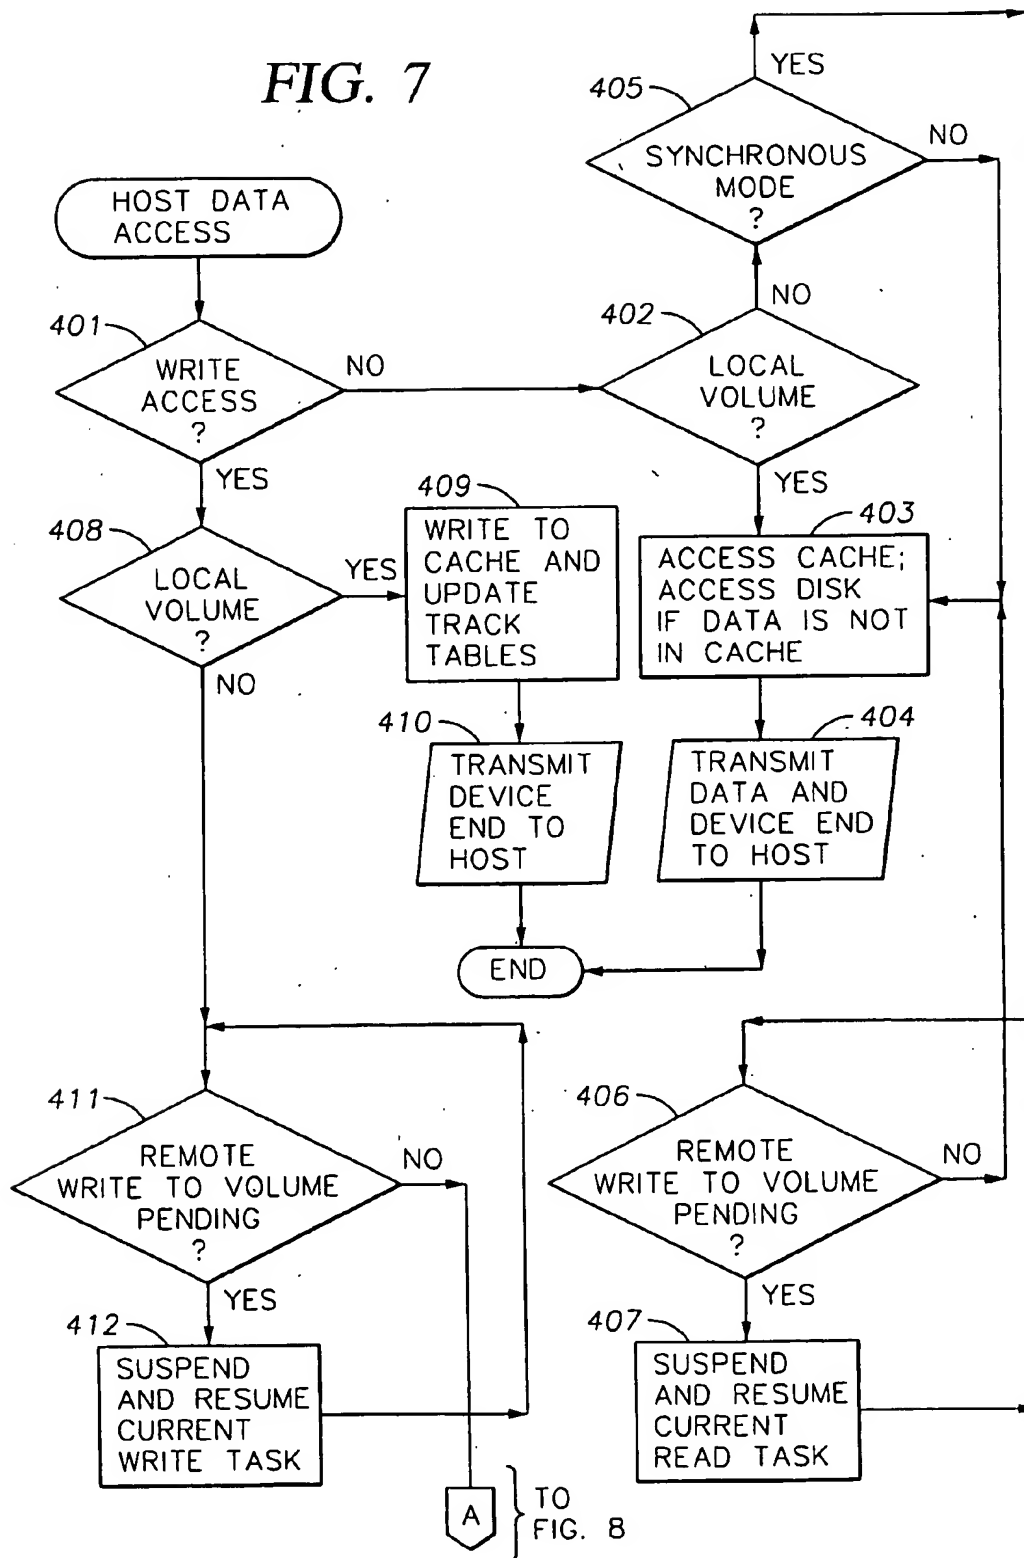 FIG. 7
HOST DATA
ACCESS
401
WRITE
ACCESS
?
NO
YES
405
SYNCHRONOUS
MODE
?
YES
NO
402
LOCAL
VOLUME
?
NO
YES
408
LOCAL
VOLUME
?
YES
NO
409
WRITE TO
CACHE AND
UPDATE
TRACK
TABLES
403
ACCESS CACHE;
ACCESS DISK
IF DATA IS NOT
IN CACHE
410
TRANSMIT
DEVICE
END TO
HOST
404
TRANSMIT
DATA AND
DEVICE END
TO HOST
END
411
REMOTE
WRITE TO VOLUME
PENDING
?
NO
YES
406
REMOTE
WRITE TO VOLUME
PENDING
?
NO
YES
412
SUSPEND
AND RESUME
CURRENT
WRITE TASK
407
SUSPEND
AND RESUME
CURRENT
READ TASK
A
TO
FIG. 8